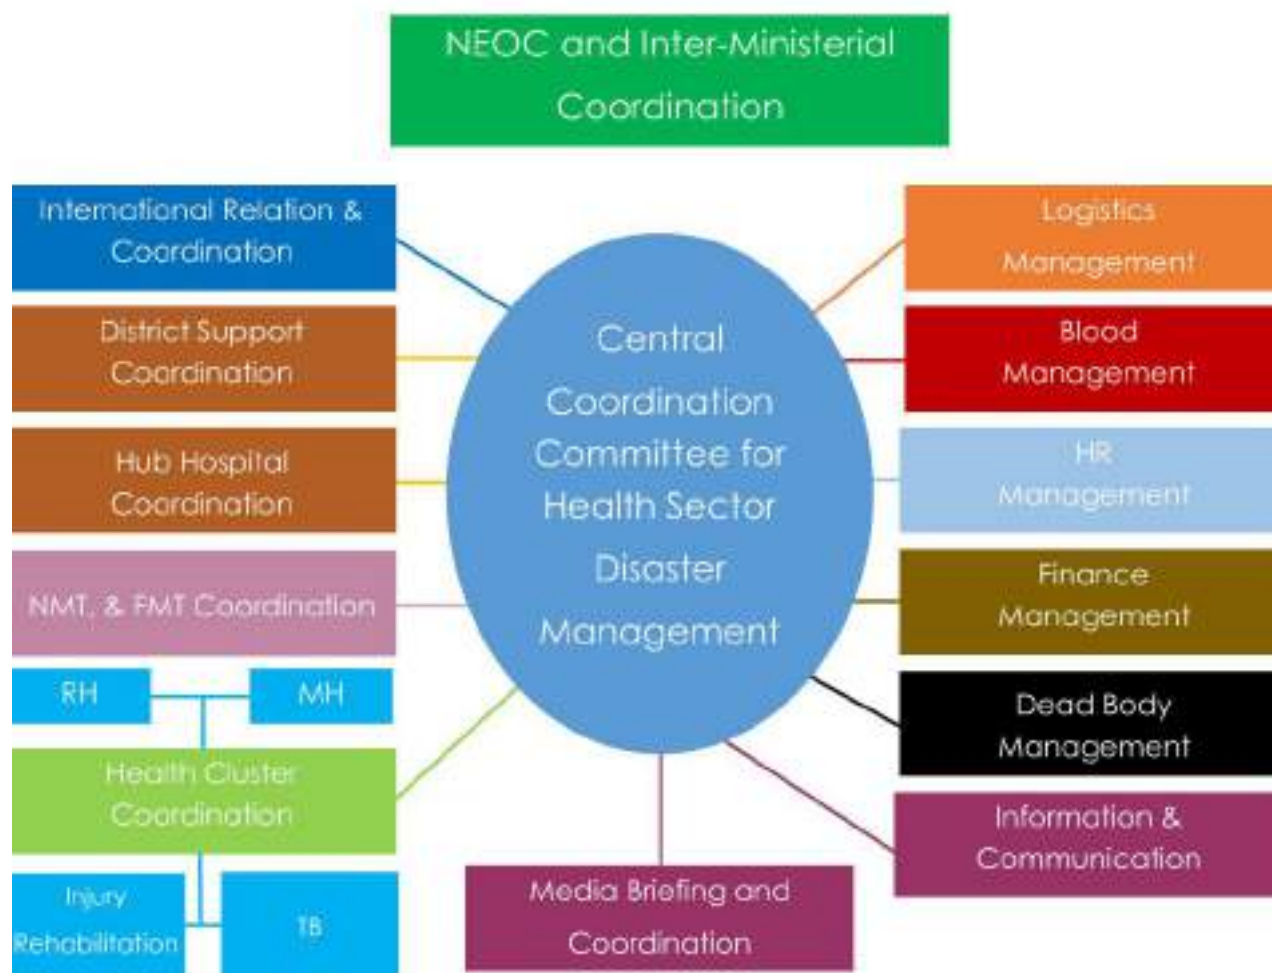 NEOC and Inter-Ministerial
Coordination
International Relation &
Coordination
District Support
Coordination
Hub Hospital
Coordination
NMT, & FMT Coordination
RH
MH
Health Cluster
Coordination
Injury
Rehabilitation
TB
Central
Coordination
Committee for
Health Sector
Disaster
Management
Media Briefing and
Coordination
Logistics
Management
Blood
Management
HR
Management
Finance
Management
Dead Body
Management
Information &
Communication